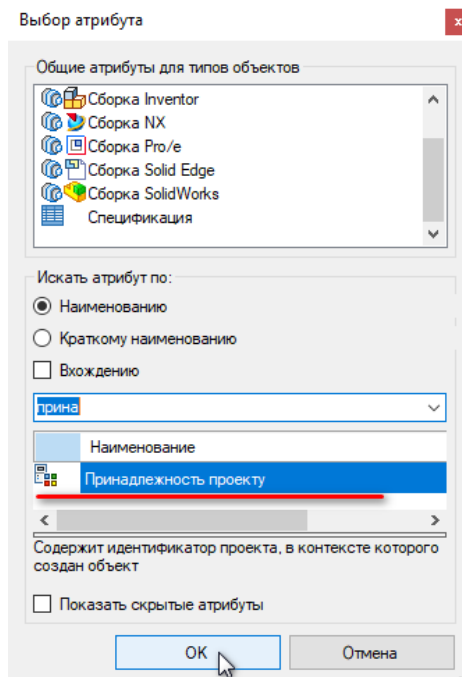 Выбор атрибута
x
Общие атрибуты для типов объектов
Сборка Inventor
Сборка NX
Сборка Pro/e
Сборка Solid Edge
Сборка SolidWorks
Спецификация
Искать атрибут по:
Наименованию
Краткому наименованию
Вхождению
прина
Наименование
Принадлежность проекту
Содержит идентификатор проекта, в контексте которого
создан объект
Показать скрытые атрибуты
OK Отмена